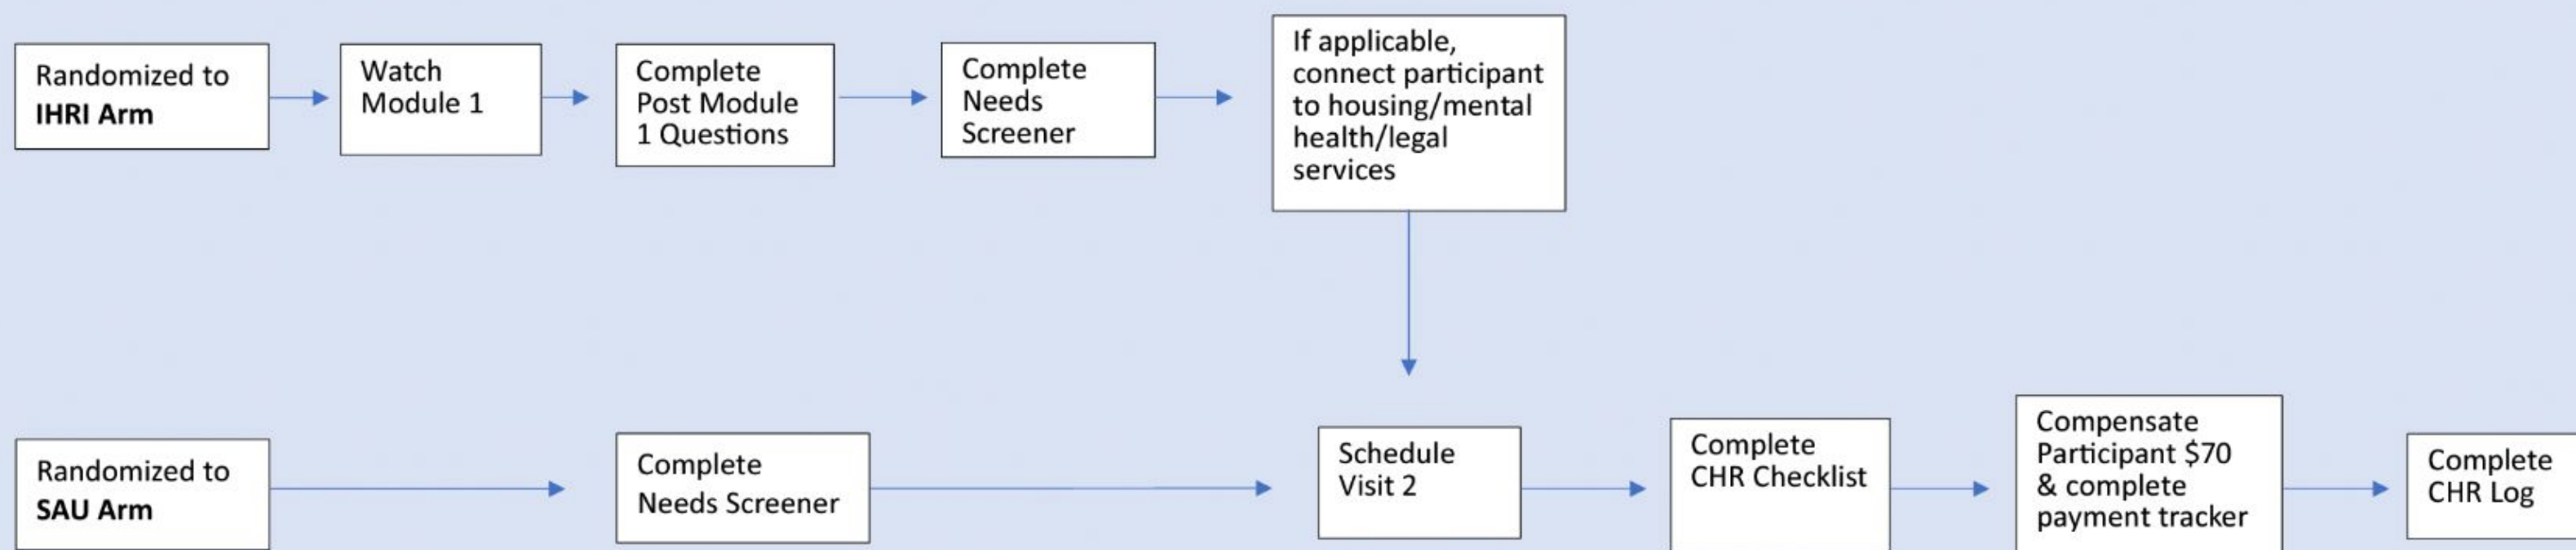 Randomized to
IHRI Arm
Watch
Module 1
Complete
Post Module
1 Questions
Complete
Needs
Screener
If applicable,
connect participant
to housing/mental
health/legal
services
Randomized to
SAU Arm
Complete
Needs Screener
Schedule
Visit 2
Complete
CHR Checklist
Compensate
Participant $70
& complete
payment tracker
Complete
CHR Log